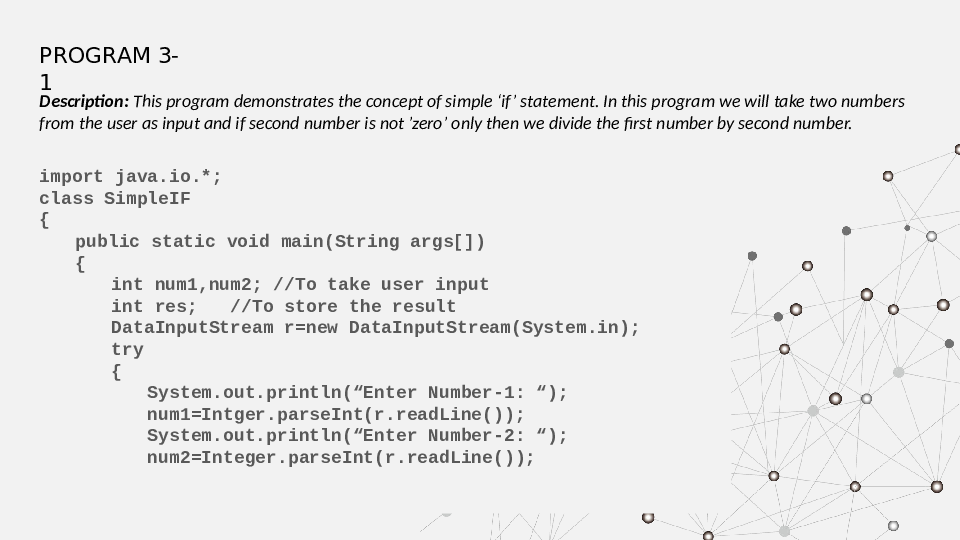 PROGRAM 3-
1
Description: This program demonstrates the concept of simple ‘if’ statement. In this program we will take two numbers
from the user as input and if second number is not ’zero’ only then we divide the first number by second number.
import java.io.*;
class SimpleIF
{
public static void main(String args[])
{
int num1,num2; //To take user input
int res;   //To store the result
DataInputStream r=new DataInputStream(System.in);
try
{
System.out.println(“Enter Number-1: “);
num1=Intger.parseInt(r.readLine());
System.out.println(“Enter Number-2: “);
num2=Integer.parseInt(r.readLine());